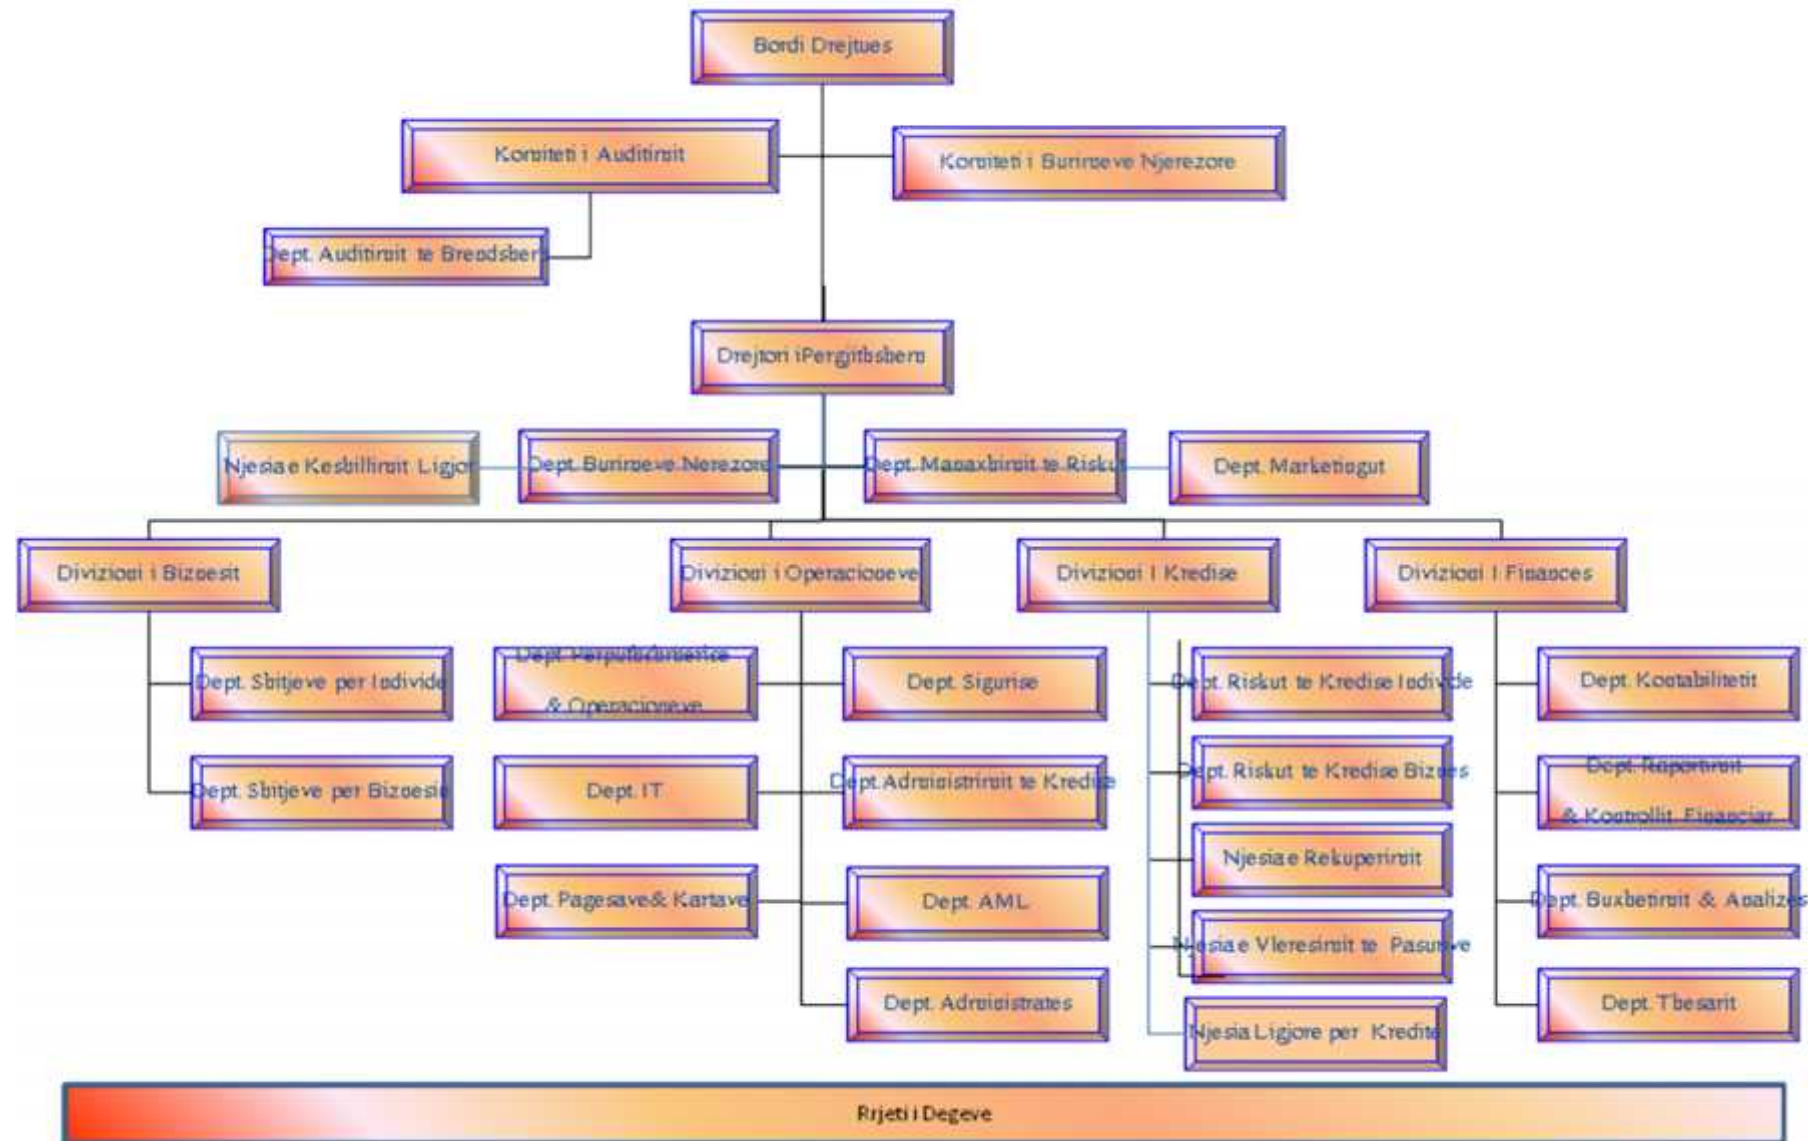 Bordi Drejtues
Komiteti i Auditimit
Komiteti i Burimeve Njerezore
Dept. Auditimit te Brendshem
Drejtori iPergjithshem
Njesia e Keshillimit Ligjor
Dept. Burimeve Nerezore
Dept. Manaxhimit te Riskut
Dept. Marketingut
Divizioni i Biznesit
Divizioni i Operacioneve
Divizioni I Kredise
Divizioni I Finances
Dept. Shitjeve per Individe
& Operacioneve
Dept. Sigurise
Dept. Riskut te Kredise Individe
Dept. Kontabilitetit
Dept. Shitjeve per Biznesin
Dept. IT
Dept. Administrimit te Kredise
Dept. Riskut te Kredise Biznes
Dept. Raportimit
& Kontrollit Financiar
Njesia e Rekuperimit
Dept. Pagesave& Kartave
Dept. AML
Njesia e Vleresimit te Pasurive
Dept. Buxhetimit & Analizes
Dept. Administrates
Njesia Ligjore per Kredite
Dept. Thesarit
Rrjeti i Degeve